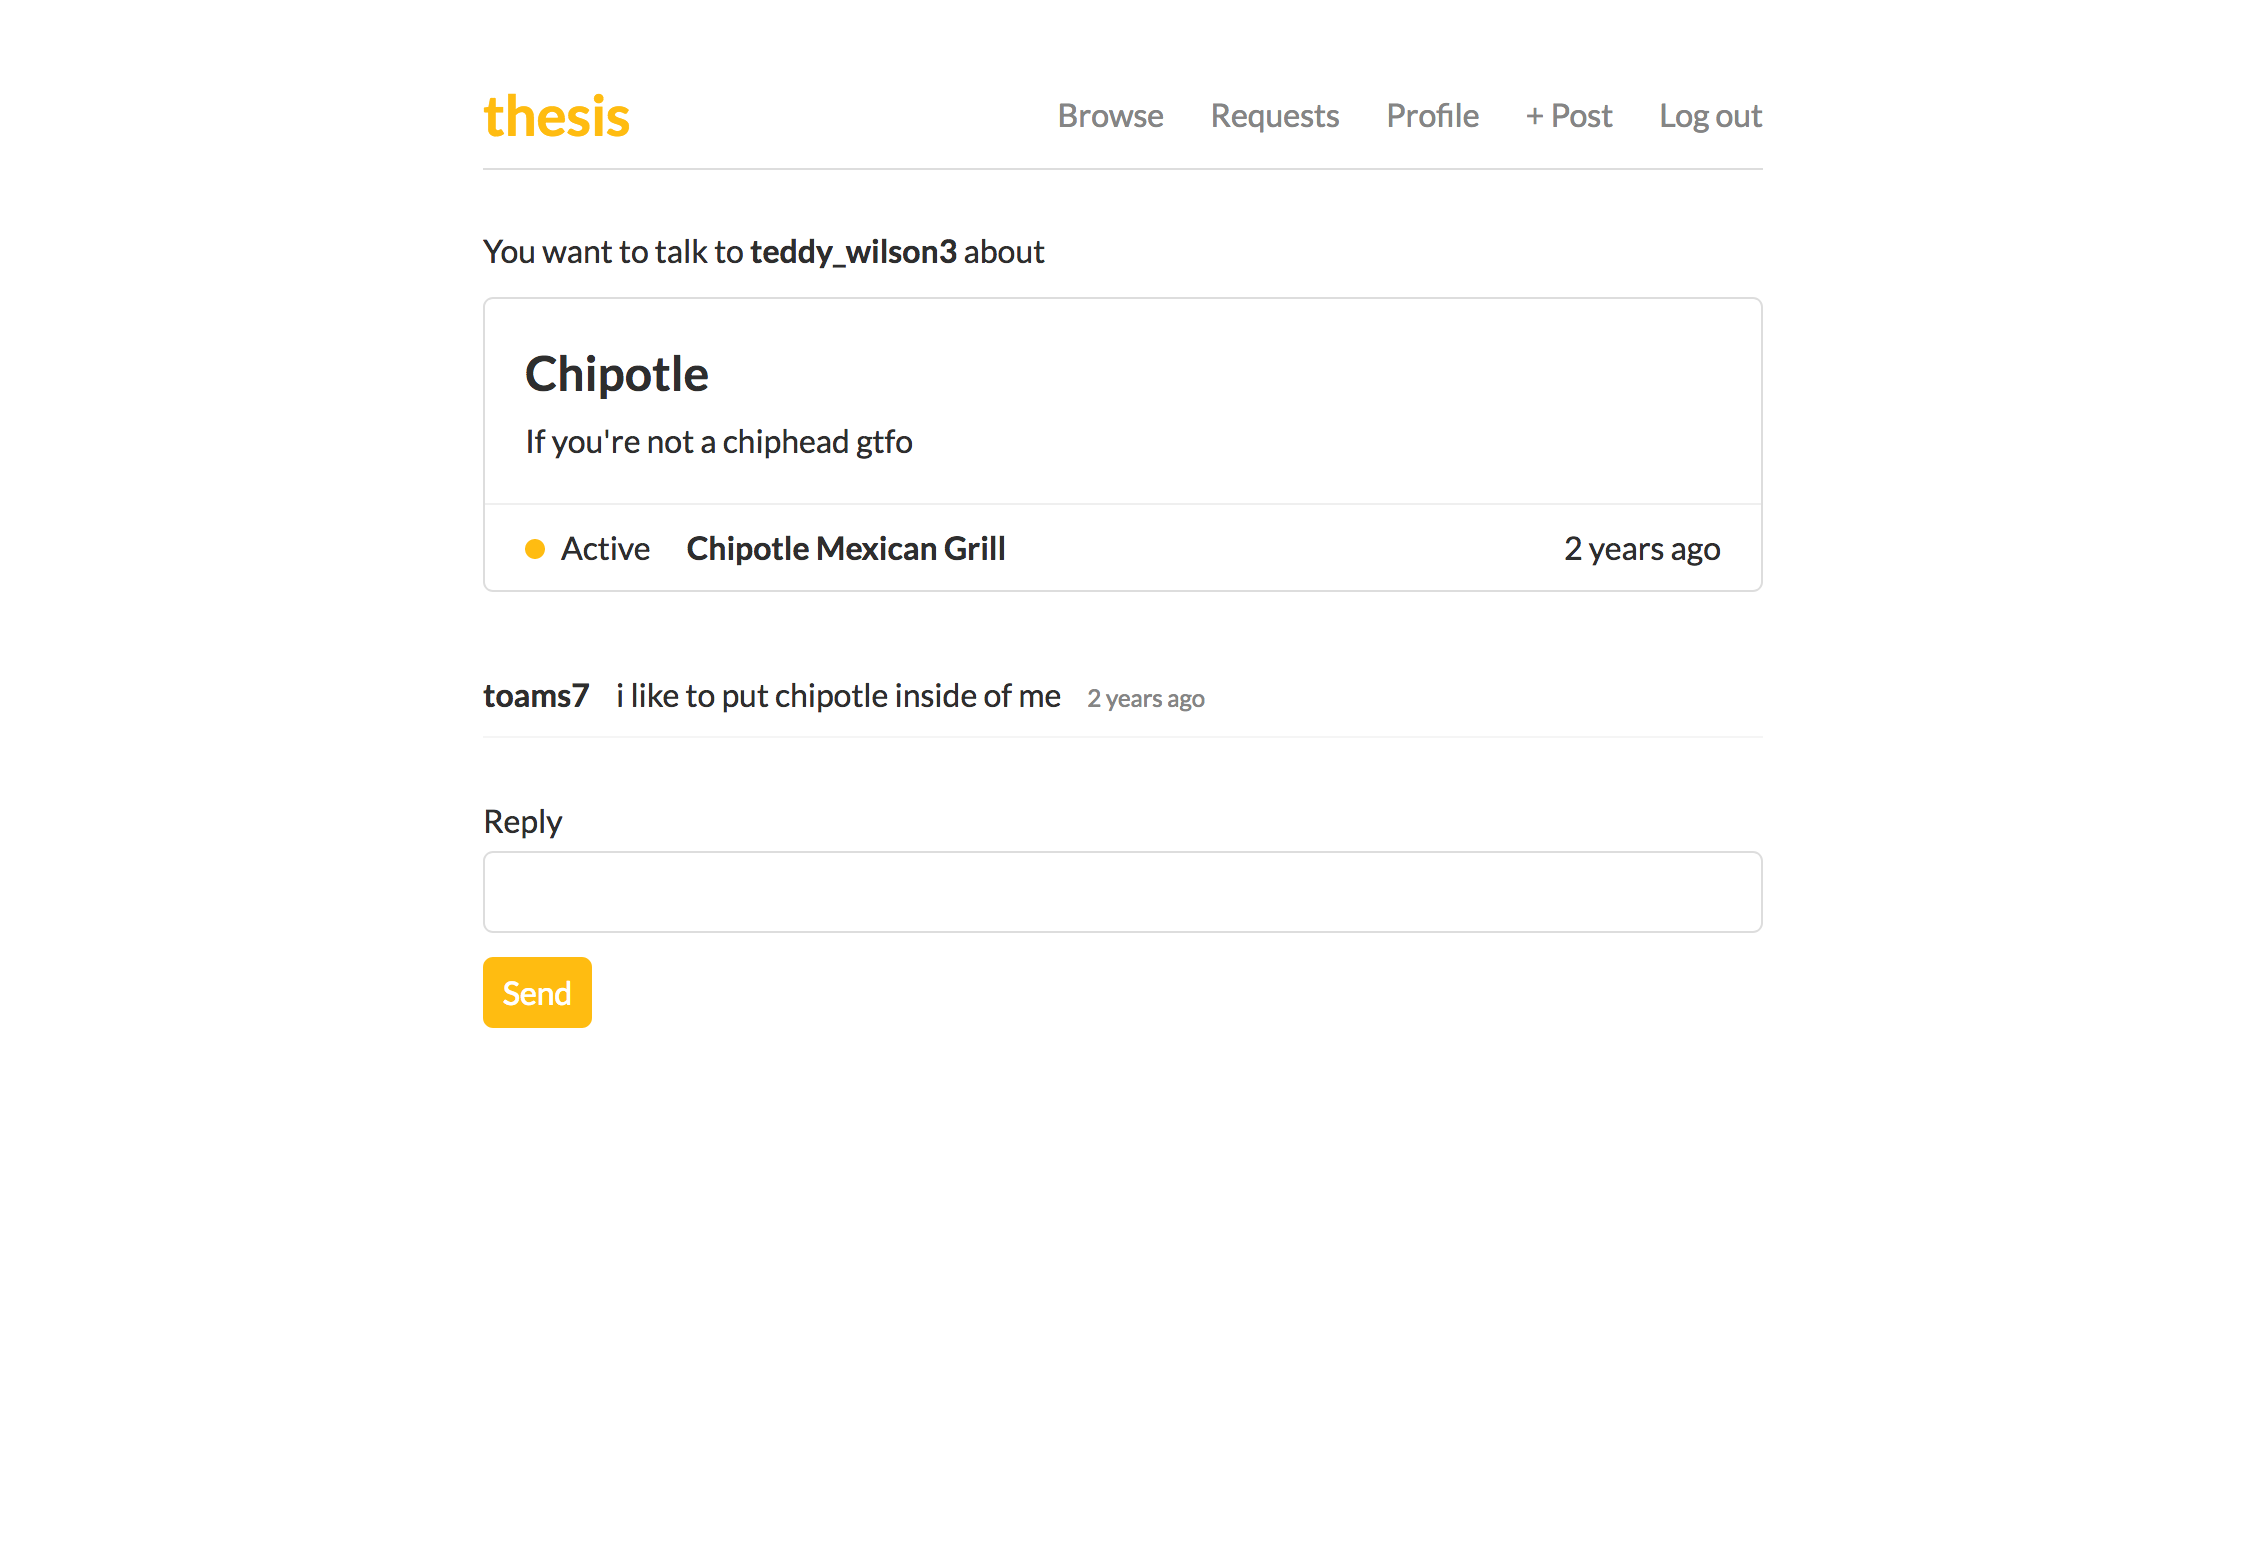 thesis Browse Requests Profile + Post Log out
You want to talk to teddy_wilson3 about
Chipotle
If you're not a chiphead gtfo
Active Chipotle Mexican Grill 2 years ago
toams7 i like to put chipotle inside of me 2 years ago
Reply
Send